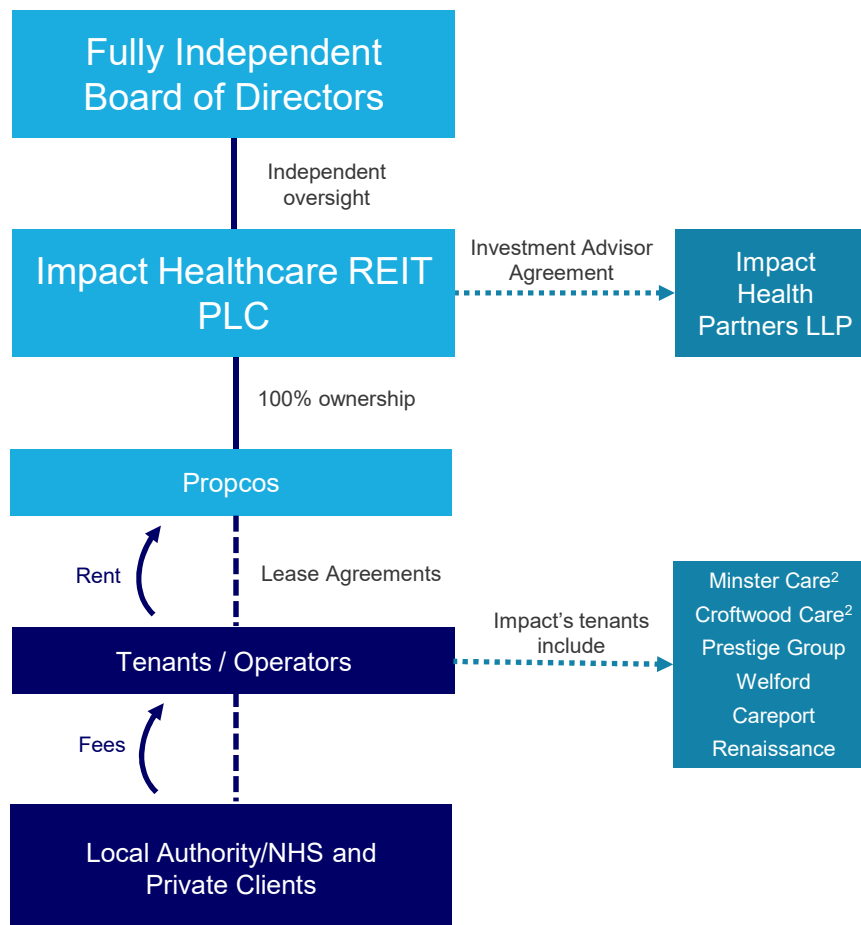 Fully Independent
Board of Directors
Independent
oversight
Impact Healthcare REIT
PLC
Investment Advisor
Agreement
Impact
Health
Partners LLP
100% ownership
Propcos
Rent
Lease Agreements
Tenants / Operators
Impact’s tenants
include
Minster Care²
Croftwood Care²
Prestige Group
Welford
Careport
Renaissance
Fees
Local Authority/NHS and
Private Clients